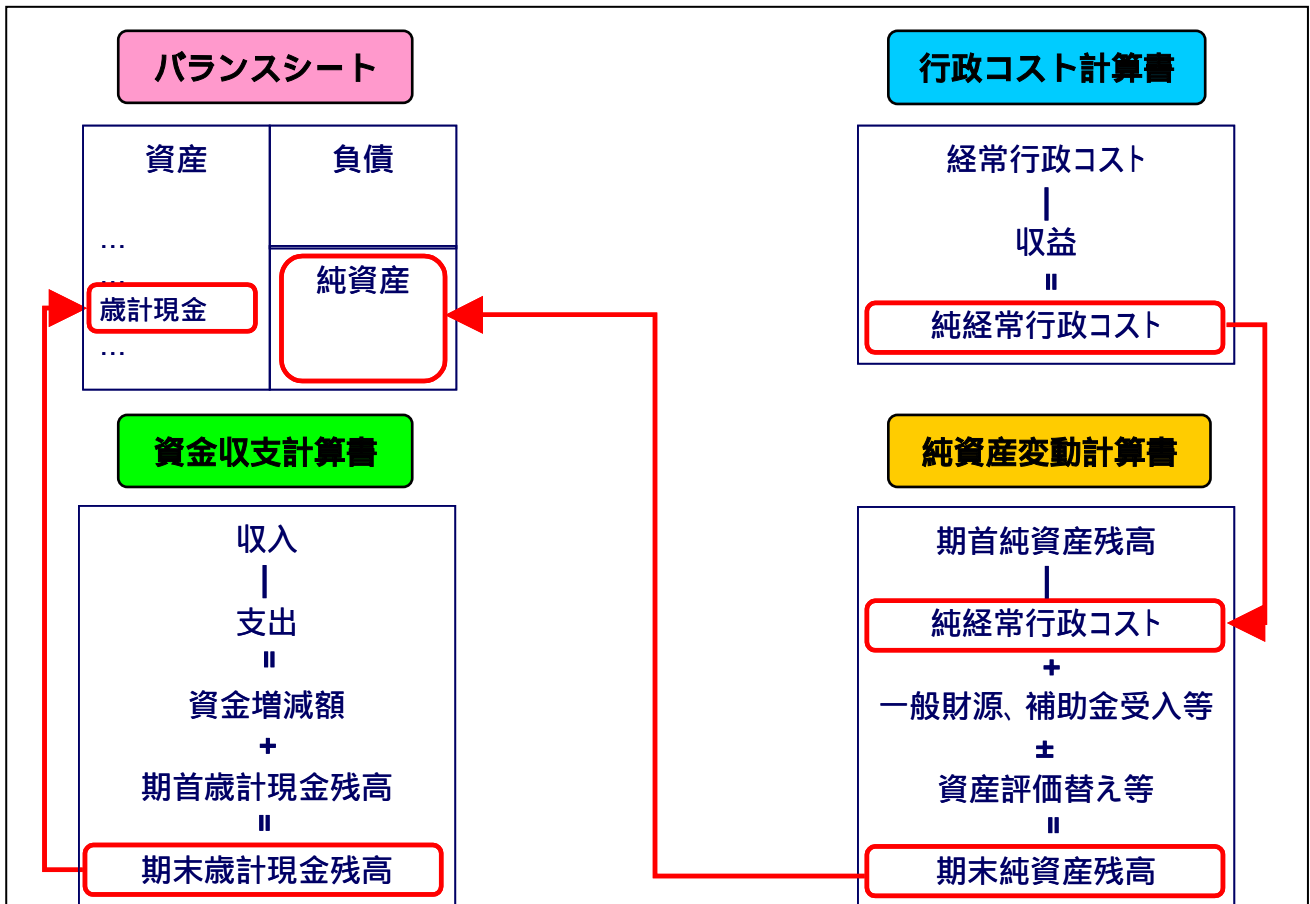 バランスシート
資産
負債
…
…
歳計現金
…
純資産
行政コスト計算書
経常行政コスト
ー
収益
=
純経常行政コスト
資金収支計算書
収入
ー
支出
=
資金増減額
+
期首歳計現金残高
=
期末歳計現金残高
純資産変動計算書
期首純資産残高
ー
純経常行政コスト
+
一般財源、補助金受入等
±
資産評価替え等
=
期末純資産残高